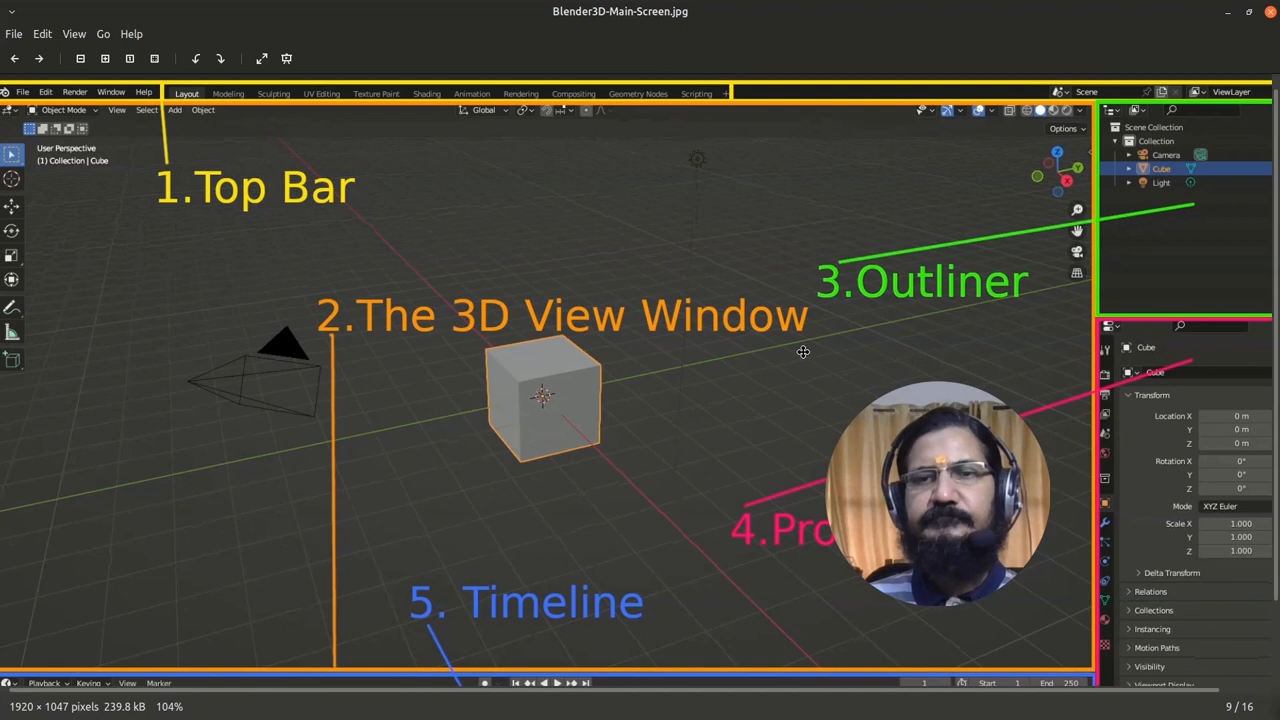 Blender3D-Main-Screen.jpg
File Edit View Go Help
File Edit Render Window Help Layout Modeling Sculpting UV Editing Texture Paint Shading Animation Rendering Compositing Geometry Nodes Scripting Scene ViewLayer
Object Mode View Select Add Object Global
Options
User Perspective
(1) Collection | Cube
Scene Collection
Collection
Camera
Cube
Light
1.Top Bar
3.Outliner
2.The 3D View Window
4.Pro
5. Timeline
Cube
Cube
Transform
Location X 0 m
Y 0 m
Z 0 m
Rotation X 0°
Y 0°
Z 0°
Mode XYZ Euler
Scale X 1.000
Y 1.000
Z 1.000
Delta Transform
Relations
Collections
Instancing
Motion Paths
Visibility
Viewport Display
Playback Keying View Marker 1 Start 1 End 250
1920 × 1047 pixels 239.8 kB 104% 9 / 16
X
Y
Z